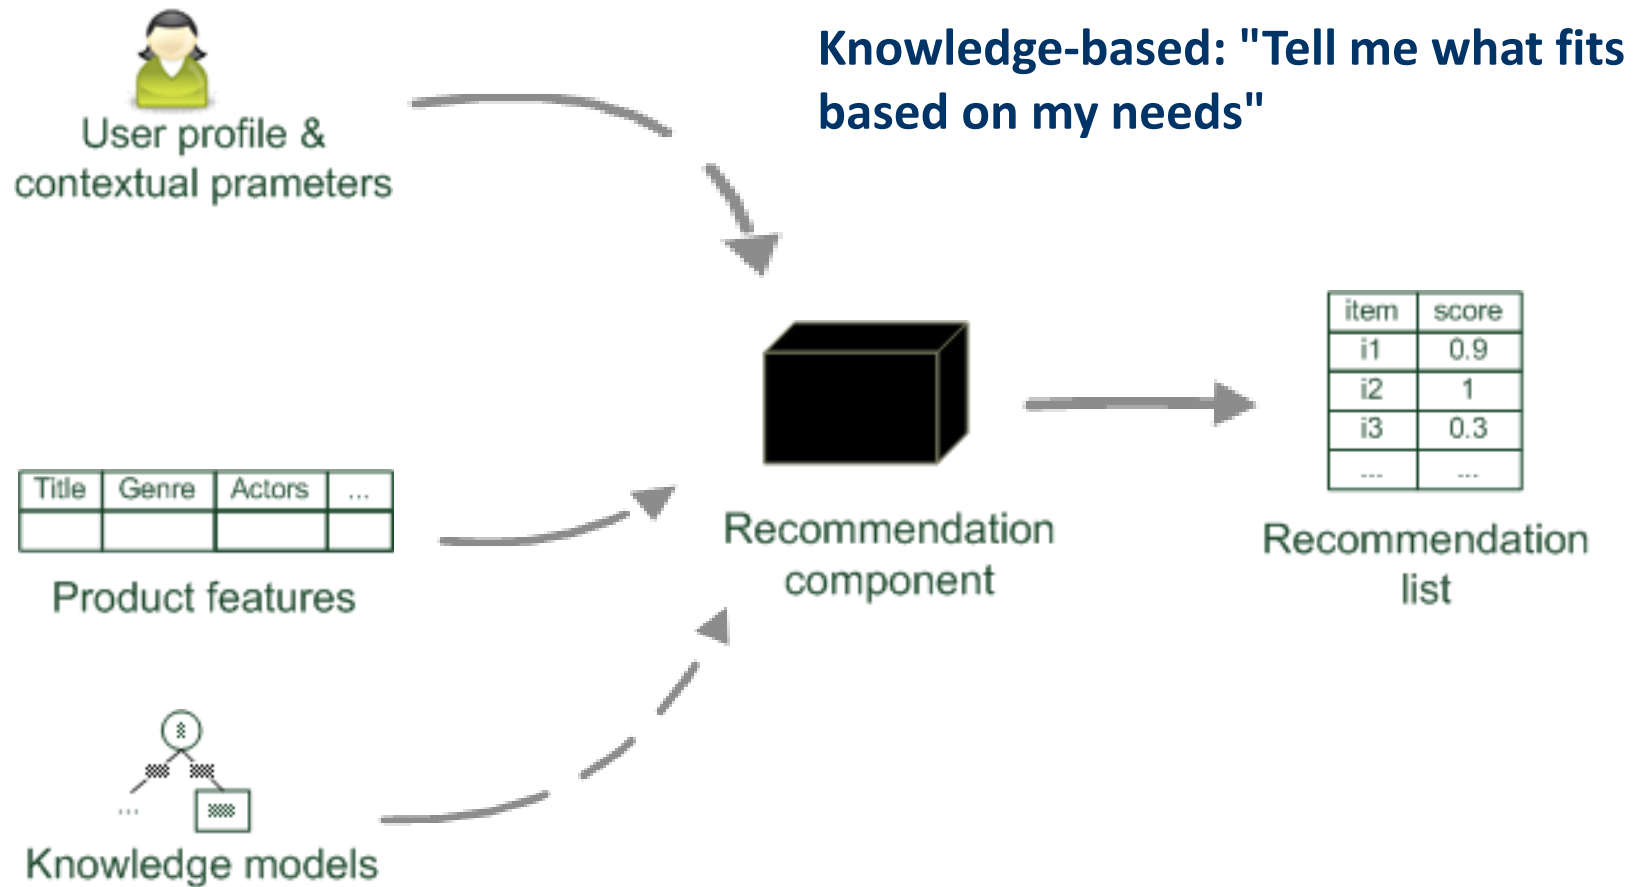 Knowledge-based: "Tell me what fits
based on my needs"
User profile &
contextual prameters
Title Genre Actors ...
Product features
... 
Knowledge models
Recommendation
component
item score
i1 0.9
i2 1
i3 0.3
... ...
Recommendation
list